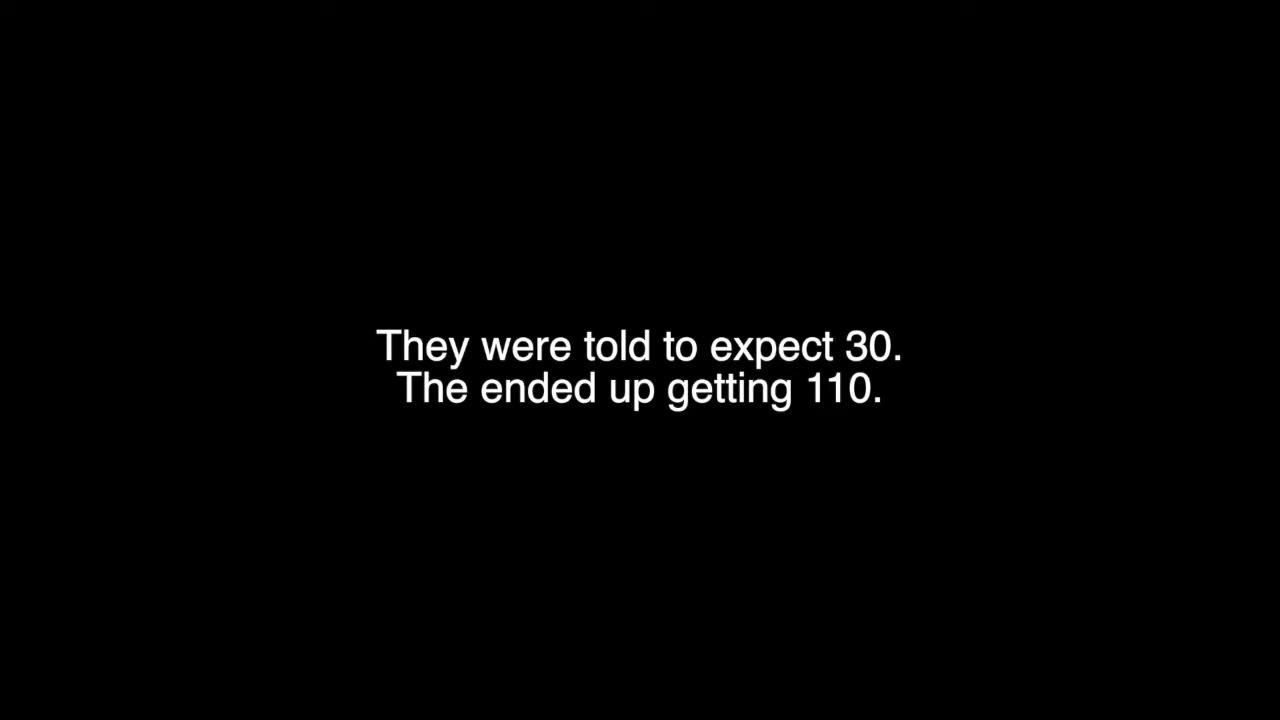 They were told to expect 30.
The ended up getting 110.